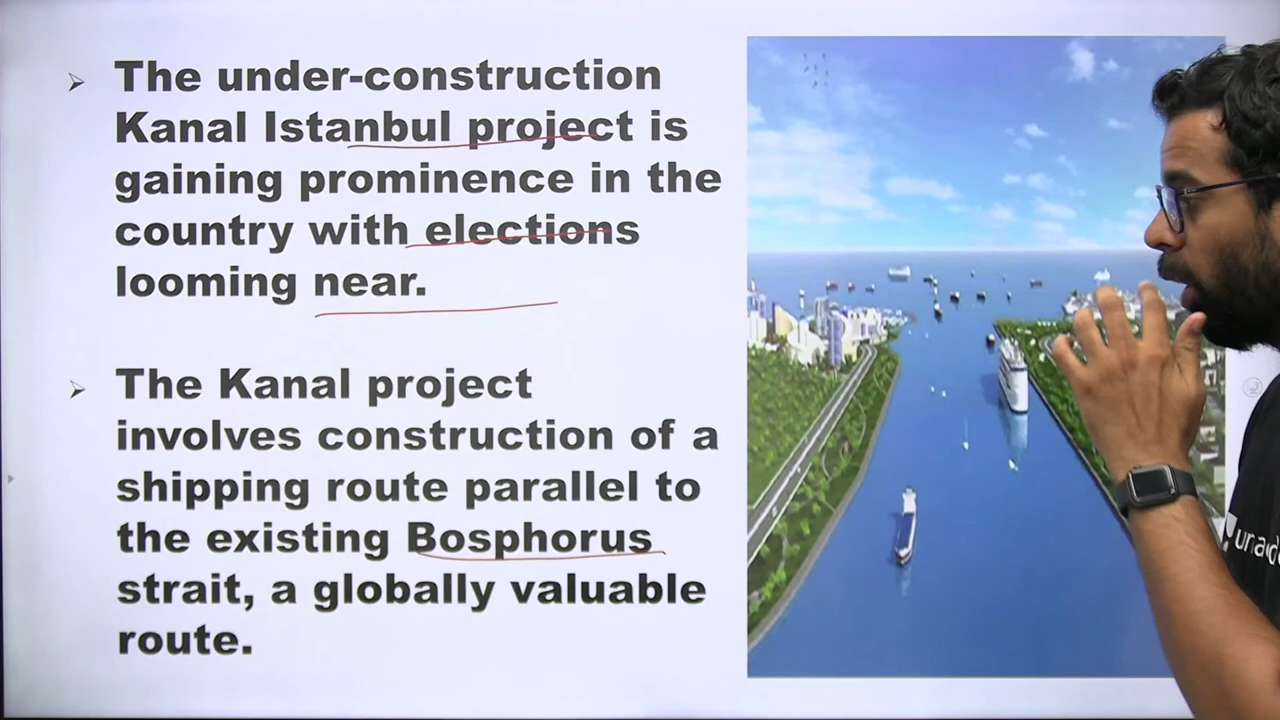 The under-construction
Kanal Istanbul project is
gaining prominence in the
country with elections
looming near.
The Kanal project
involves construction of a
shipping route parallel to
the existing Bosphorus
strait, a globally valuable
route.